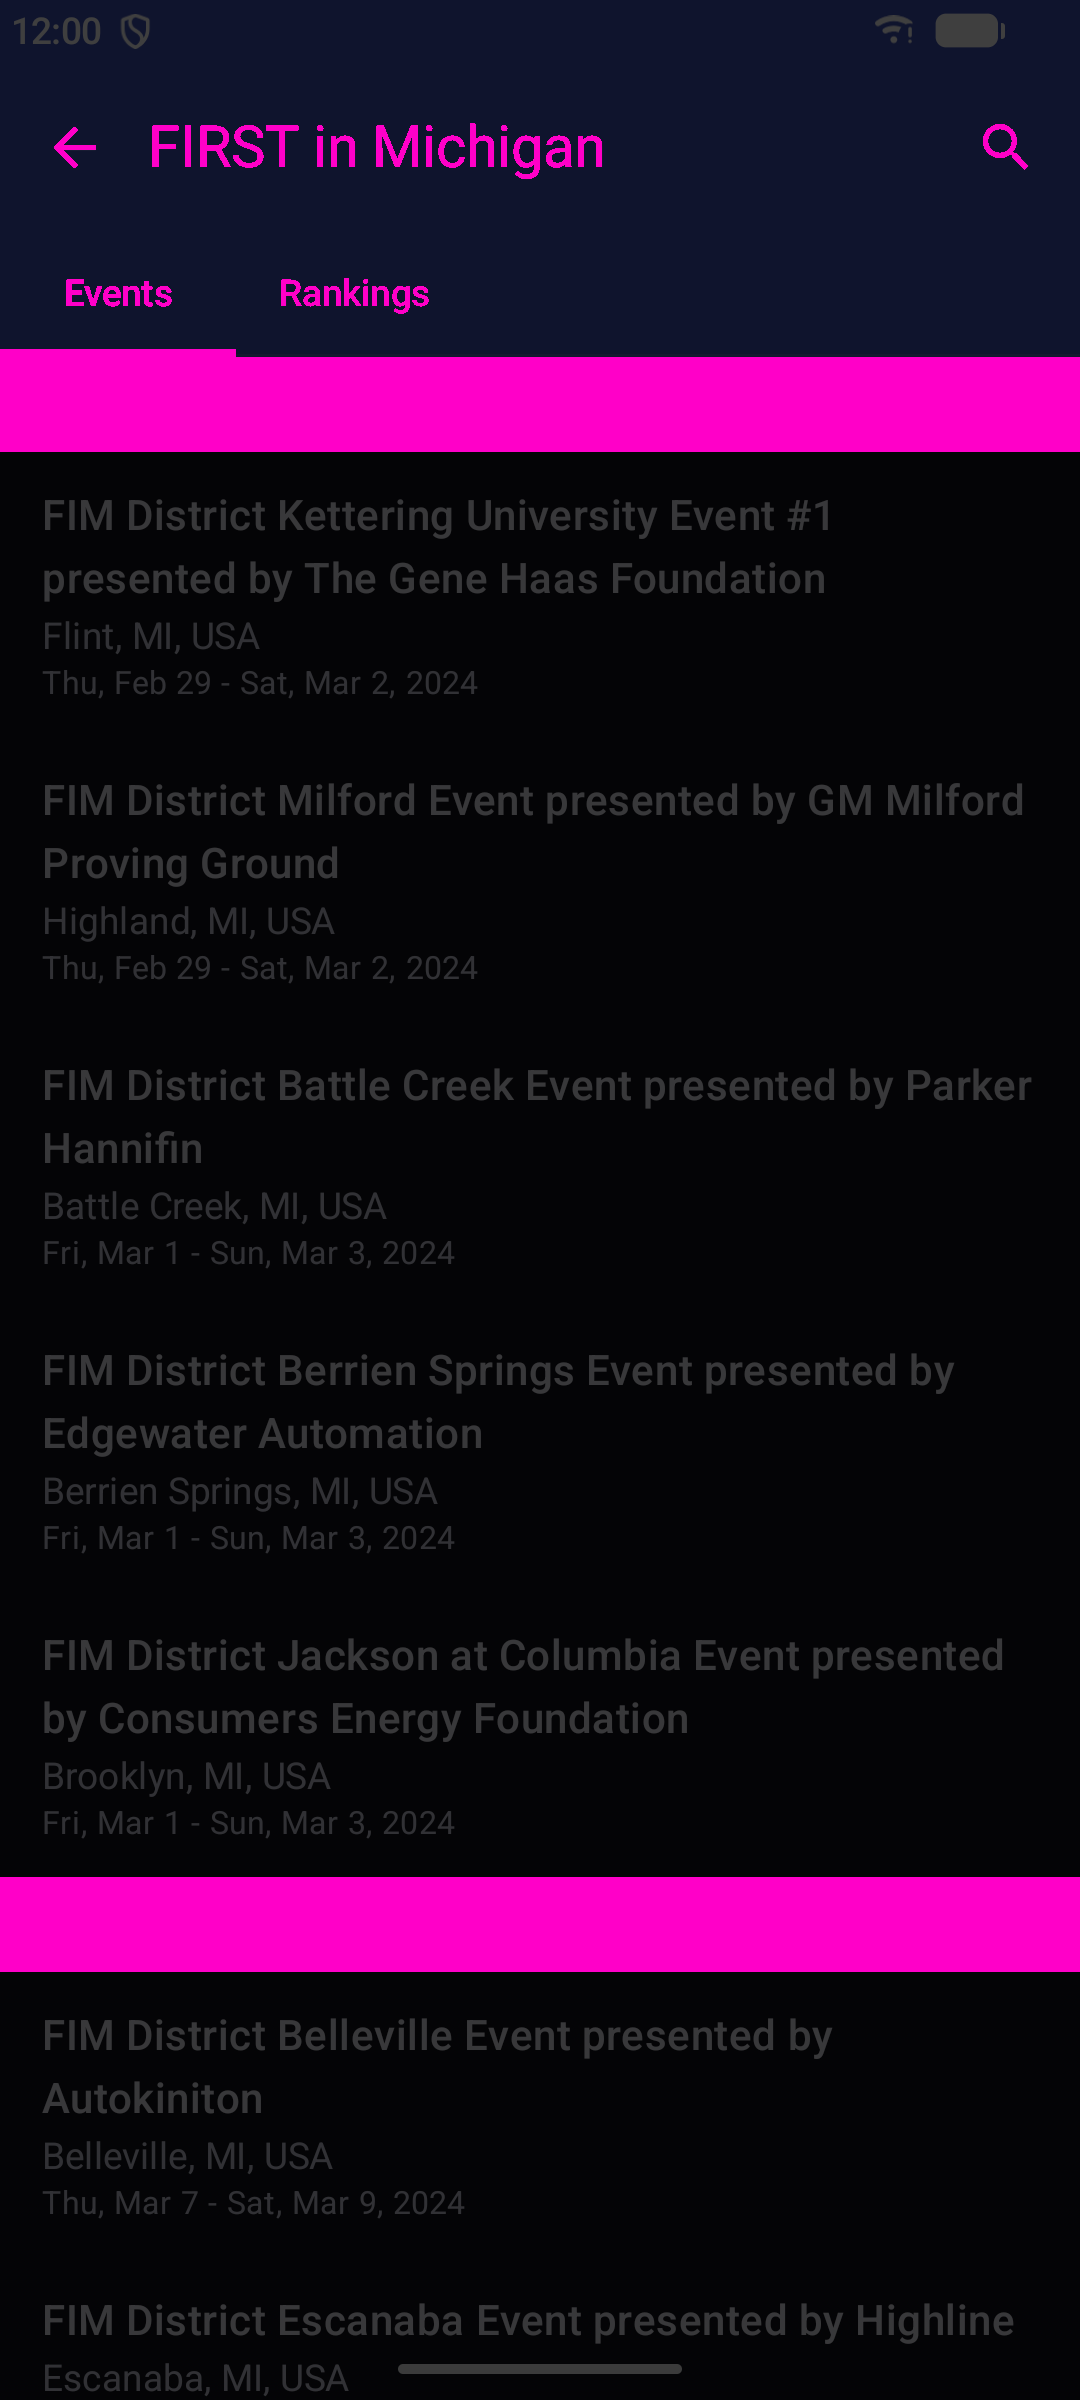 12:00
FIRST in Michigan
Events Rankings
FIM District Kettering University Event #1
presented by The Gene Haas Foundation
Flint, MI, USA
Thu, Feb 29 - Sat, Mar 2, 2024
FIM District Milford Event presented by GM Milford
Proving Ground
Highland, MI, USA
Thu, Feb 29 - Sat, Mar 2, 2024
FIM District Battle Creek Event presented by Parker
Hannifin
Battle Creek, MI, USA
Fri, Mar 1 - Sun, Mar 3, 2024
FIM District Berrien Springs Event presented by
Edgewater Automation
Berrien Springs, MI, USA
Fri, Mar 1 - Sun, Mar 3, 2024
FIM District Jackson at Columbia Event presented
by Consumers Energy Foundation
Brooklyn, MI, USA
Fri, Mar 1 - Sun, Mar 3, 2024
FIM District Belleville Event presented by
Autokiniton
Belleville, MI, USA
Thu, Mar 7 - Sat, Mar 9, 2024
FIM District Escanaba Event presented by Highline
Escanaba, MI, USA